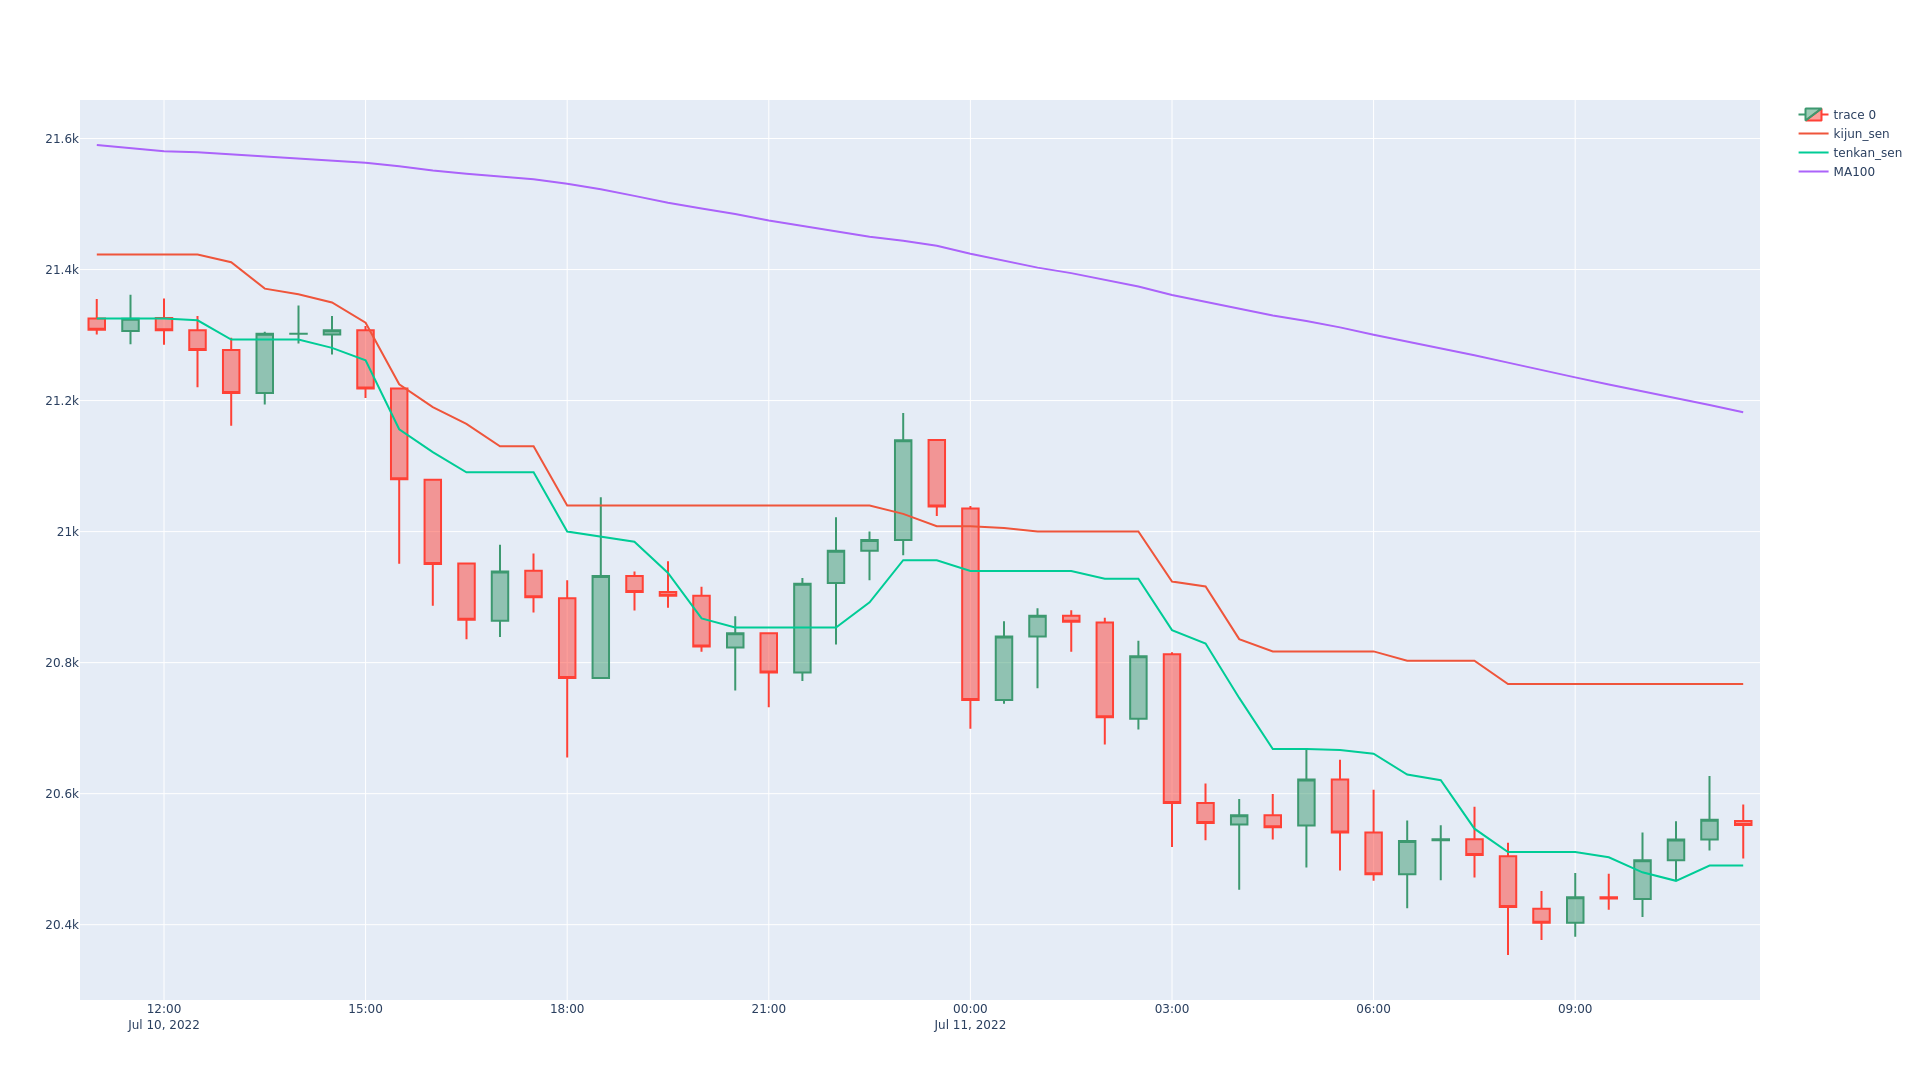 trace 0
kijun_sen
tenkan_sen
MA100
21.6k
21.4k
21.2k
21k
20.8k
20.6k
20.4k
12:00 15:00 18:00 21:00 00:00 03:00 06:00 09:00
Jul 10, 2022 Jul 11, 2022